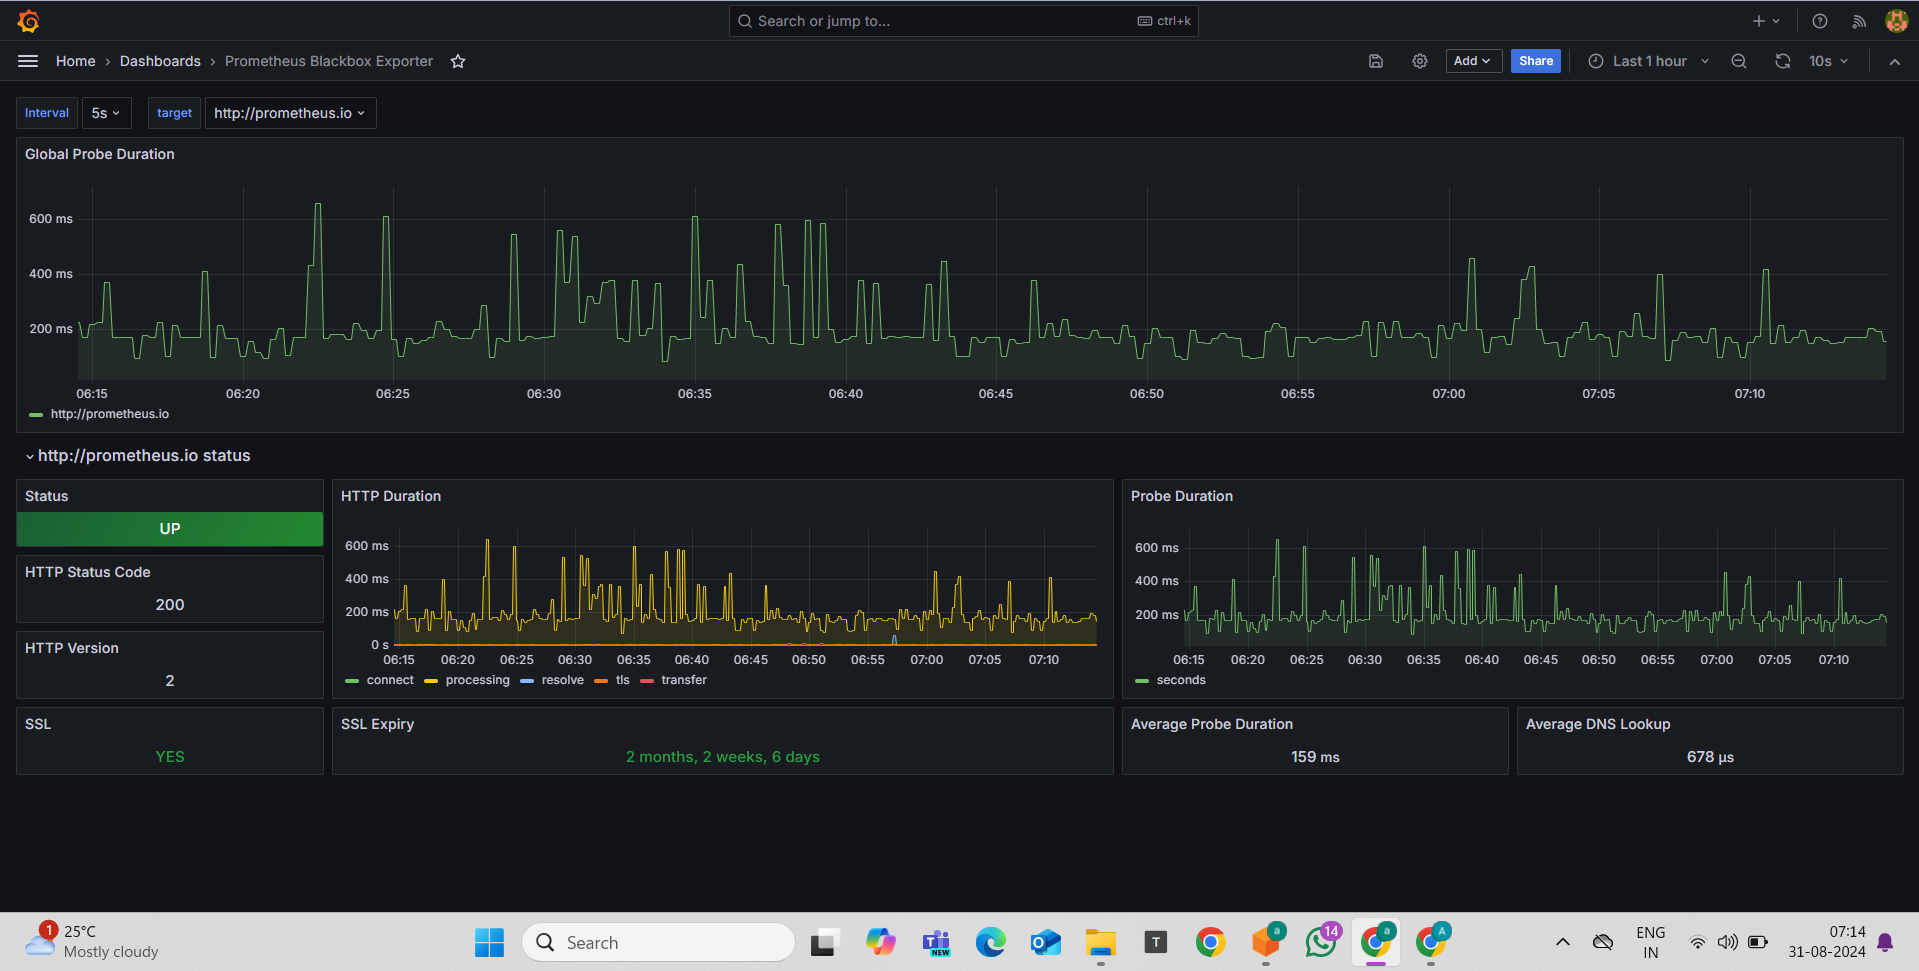 Search or jump to... ctrl+k
Home › Dashboards › Prometheus Blackbox Exporter
Add Share Last 1 hour 10s
Interval 5s target http://prometheus.io
Global Probe Duration
600 ms
400 ms
200 ms
06:15 06:20 06:25 06:30 06:35 06:40 06:45 06:50 06:55 07:00 07:05 07:10
http://prometheus.io
http://prometheus.io status
Status
UP
HTTP Status Code
200
HTTP Version
2
HTTP Duration
600 ms
400 ms
200 ms
0 s
06:15 06:20 06:25 06:30 06:35 06:40 06:45 06:50 06:55 07:00 07:05 07:10
connect processing resolve tls transfer
Probe Duration
600 ms
400 ms
200 ms
06:15 06:20 06:25 06:30 06:35 06:40 06:45 06:50 06:55 07:00 07:05 07:10
seconds
SSL
YES
SSL Expiry
2 months, 2 weeks, 6 days
Average Probe Duration
159 ms
Average DNS Lookup
678 µs
1
25°C
Mostly cloudy
Search
T
NEW
O
T
a
14
a
A
ENG
IN
07:14
31-08-2024